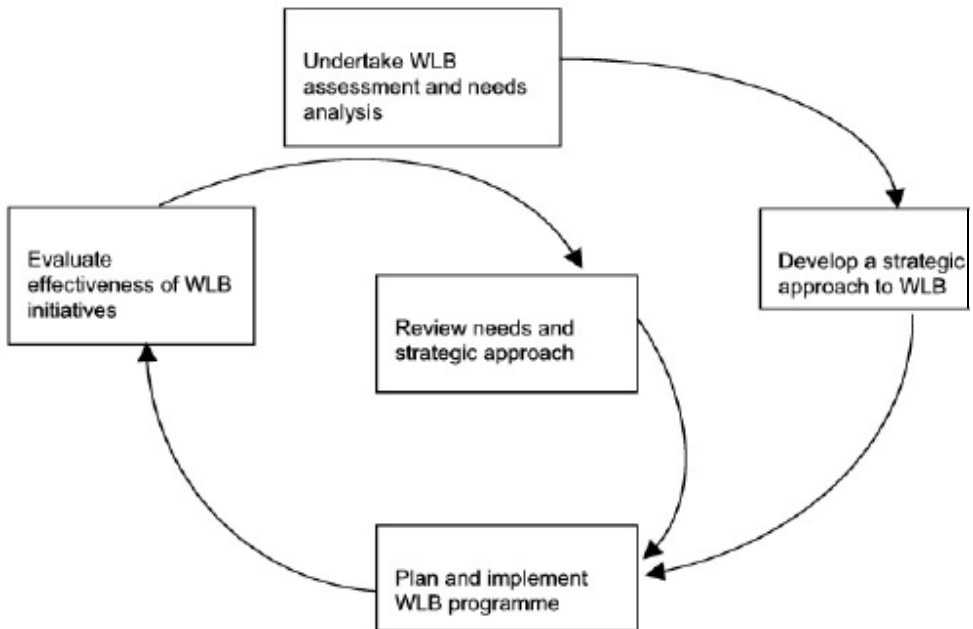 Undertake WLB
assessment and needs
analysis
Evaluate
effectiveness of WLB
initiatives
Develop a strategic
approach to WLB
Review needs and
strategic approach
Plan and implement
WLB programme